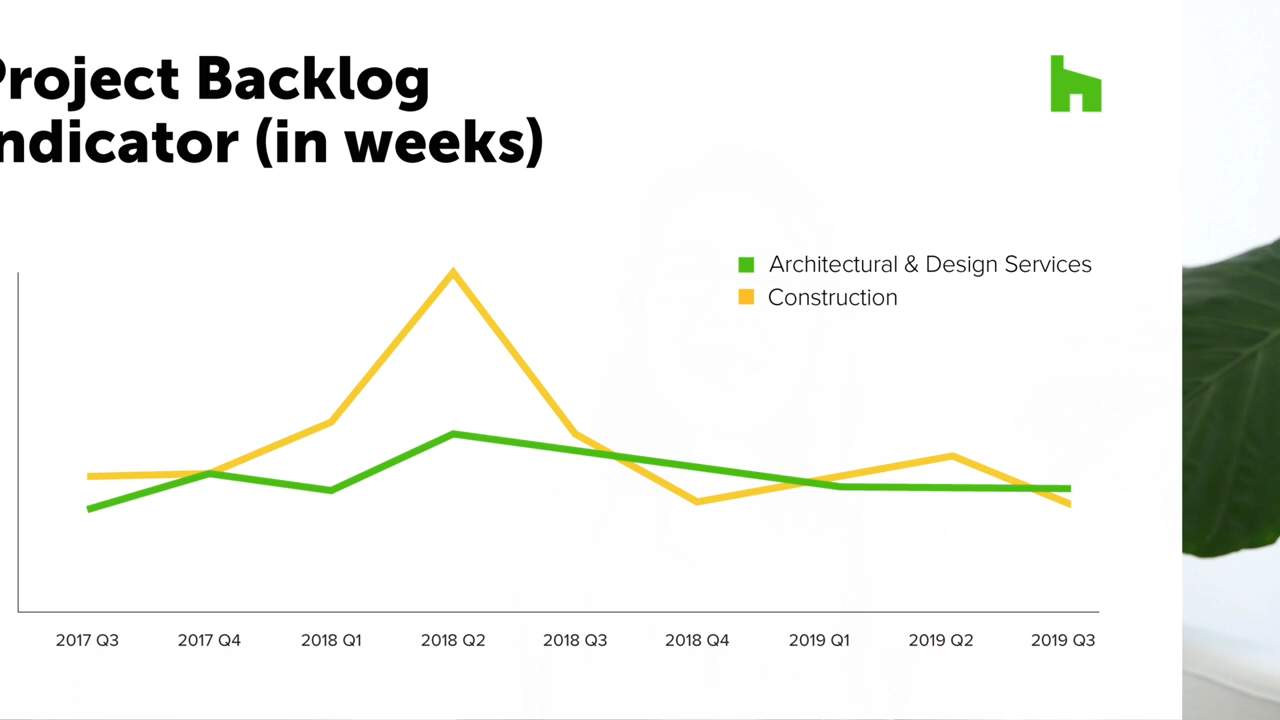 Project Backlog
Indicator (in weeks)
Architectural & Design Services
Construction
2017 Q3 2017 Q4 2018 Q1 2018 Q2 2018 Q3 2018 Q4 2019 Q1 2019 Q2 2019 Q3